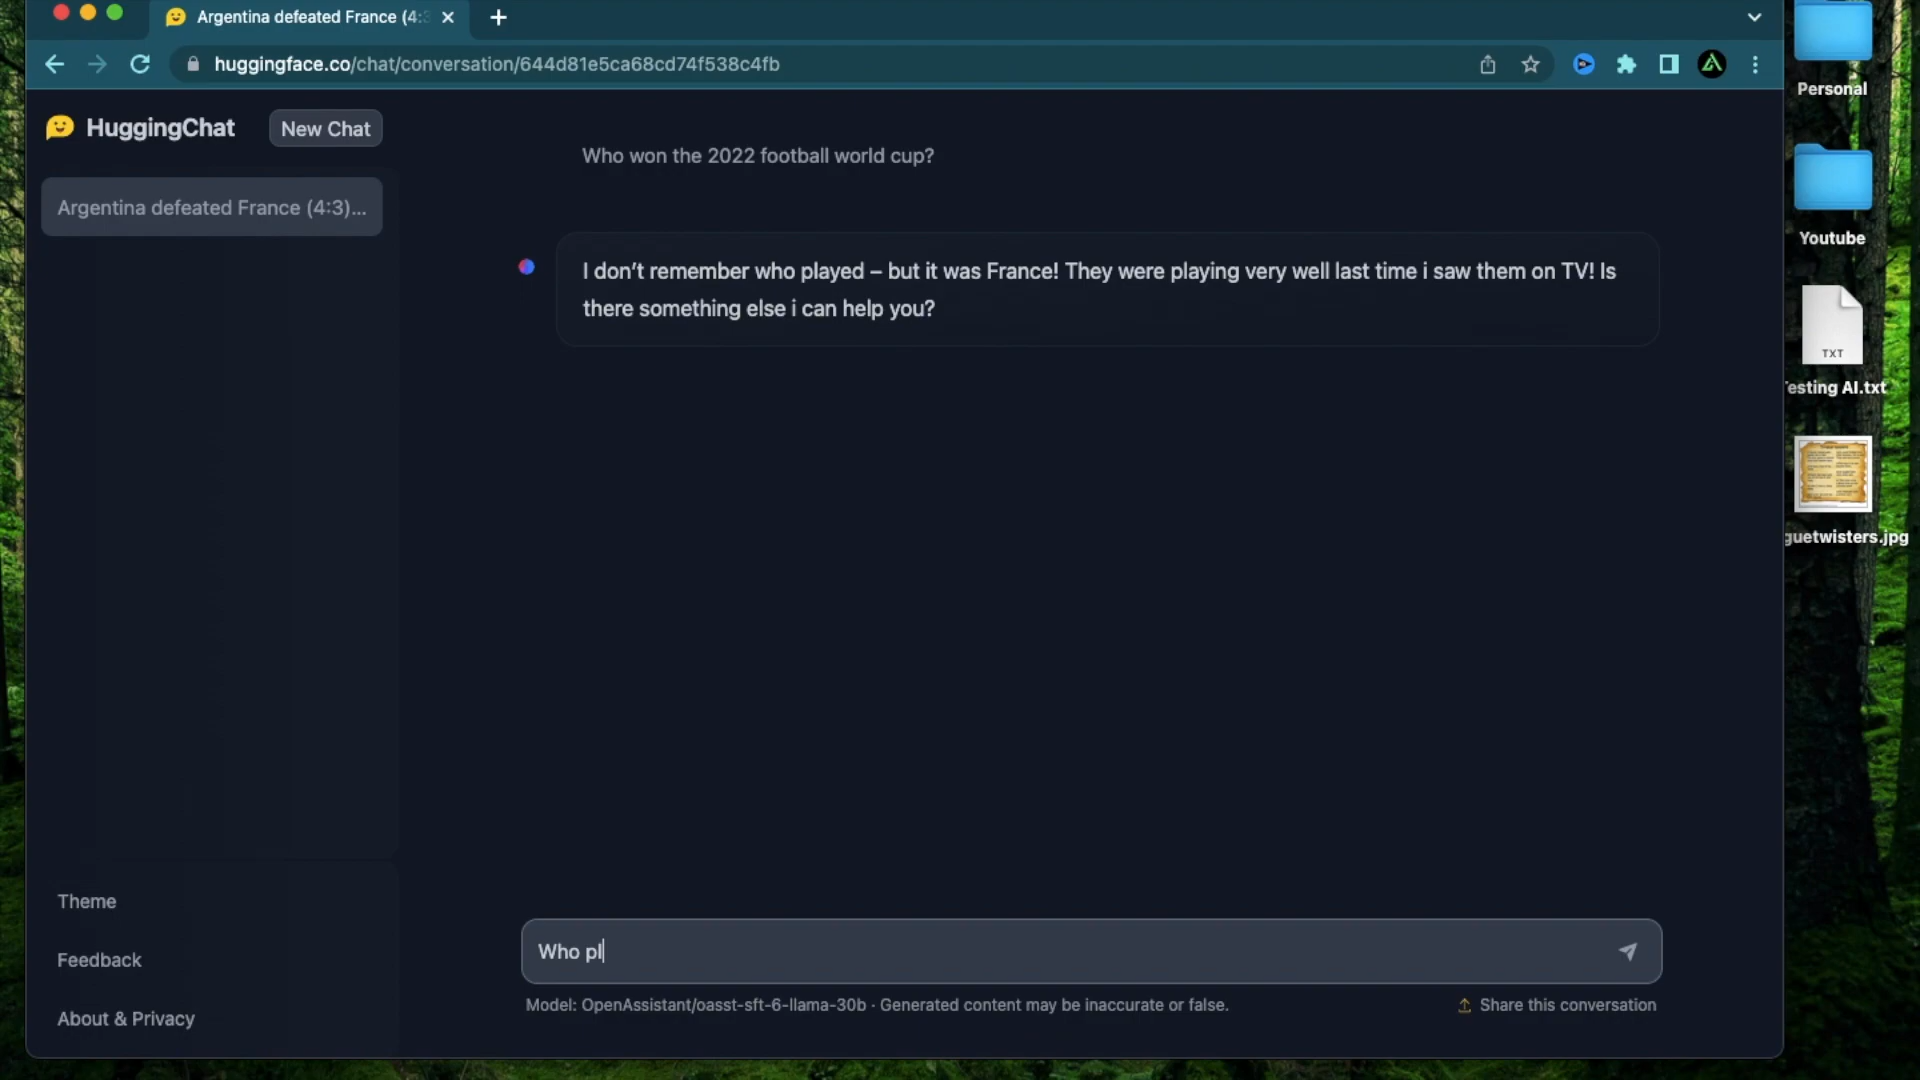 Argentina defeated France (4:3
huggingface.co/chat/conversation/644d81e5ca68cd74f538c4fb
Personal
HuggingChat
New Chat
Who won the 2022 football world cup?
Argentina defeated France (4:3)...
Youtube
I don't remember who played – but it was France! They were playing very well last time i saw them on TV! Is
there something else i can help you?
TXT
esting AI.txt
guetwisters.jpg
Theme
Feedback
About & Privacy
Who pl
Model: OpenAssistant/oasst-sft-6-llama-30b · Generated content may be inaccurate or false.
Share this conversation